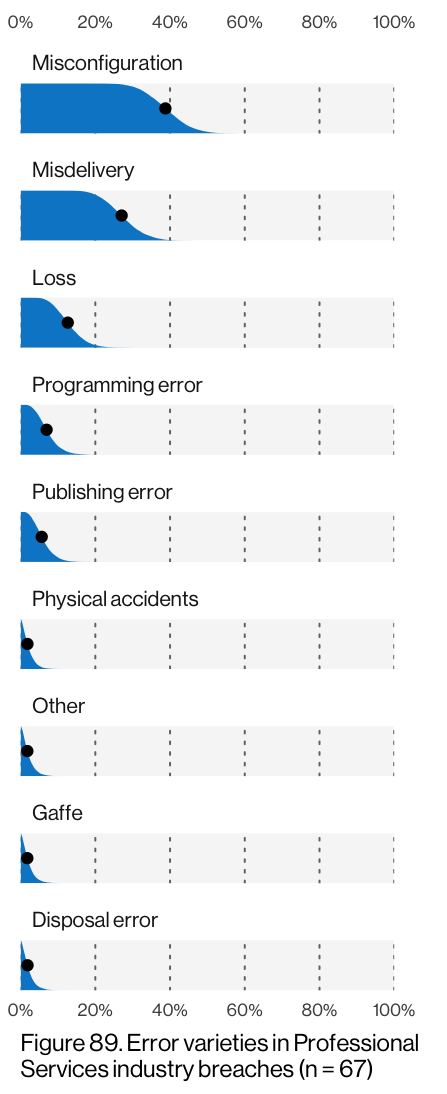 0% 20% 40% 60% 80% 100%
Misconfiguration
Misdelivery
Loss
Programming error
Publishing error
Physical accidents
Other
Gaffe
Disposal error
0% 20% 40% 60% 80% 100%
Figure 89. Error varieties in Professional
Services industry breaches (n = 67)